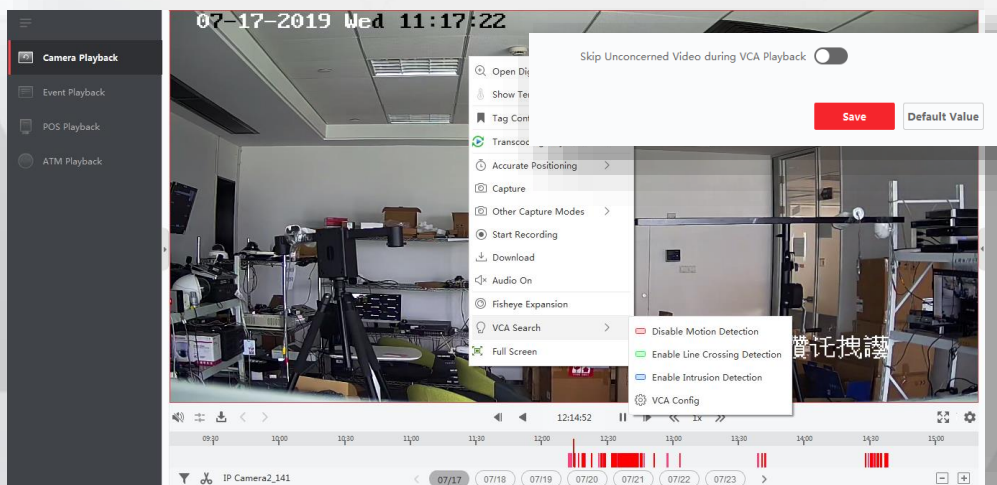 07-17-2019 Wed 11:17:22
Camera Playback
Event Playback
POS Playback
ATM Playback
Open Di
Show Te
Tag Con
Transcod
Accurate Positioning
Capture
Other Capture Modes
Start Recording
Download
Audio On
Fisheye Expansion
VCA Search
Full Screen
Skip Unconcerned Video during VCA Playback
Save
Default Value
Disable Motion Detection
Enable Line Crossing Detection
Enable Intrusion Detection
VCA Config
12:14:52
1x
09:30 10:00 10:30 11:00 11:30 12:00 12:30 13:00 13:30 14:00 14:30 15:00
IP Camera2_141
07/17 07/18 07/19 07/20 07/21 07/22 07/23